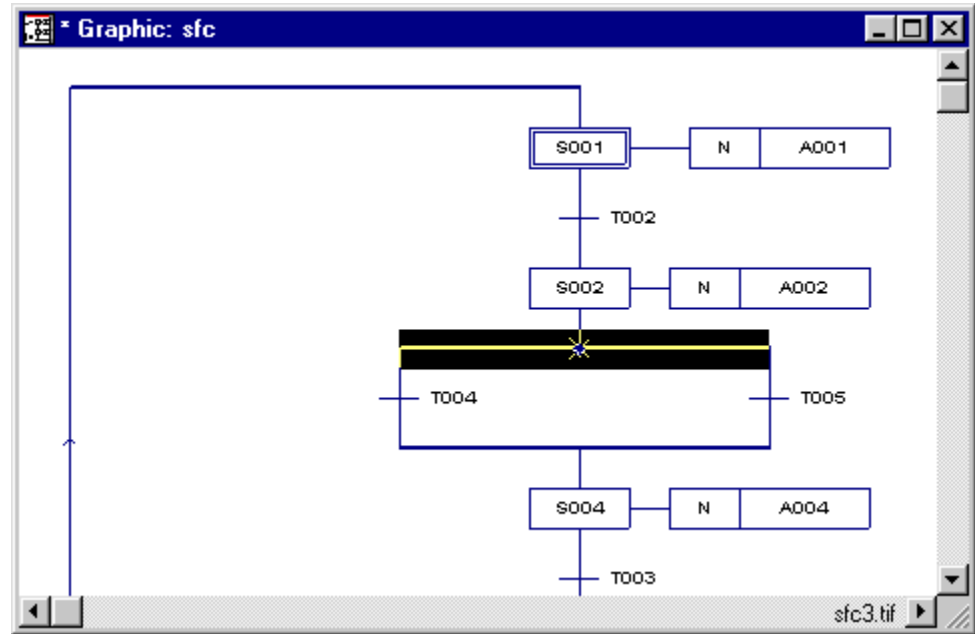 * Graphic: sfc
S001 N A001
T002
S002 N A002
T004 T005
S004 N A004
T003
sfc3.tif